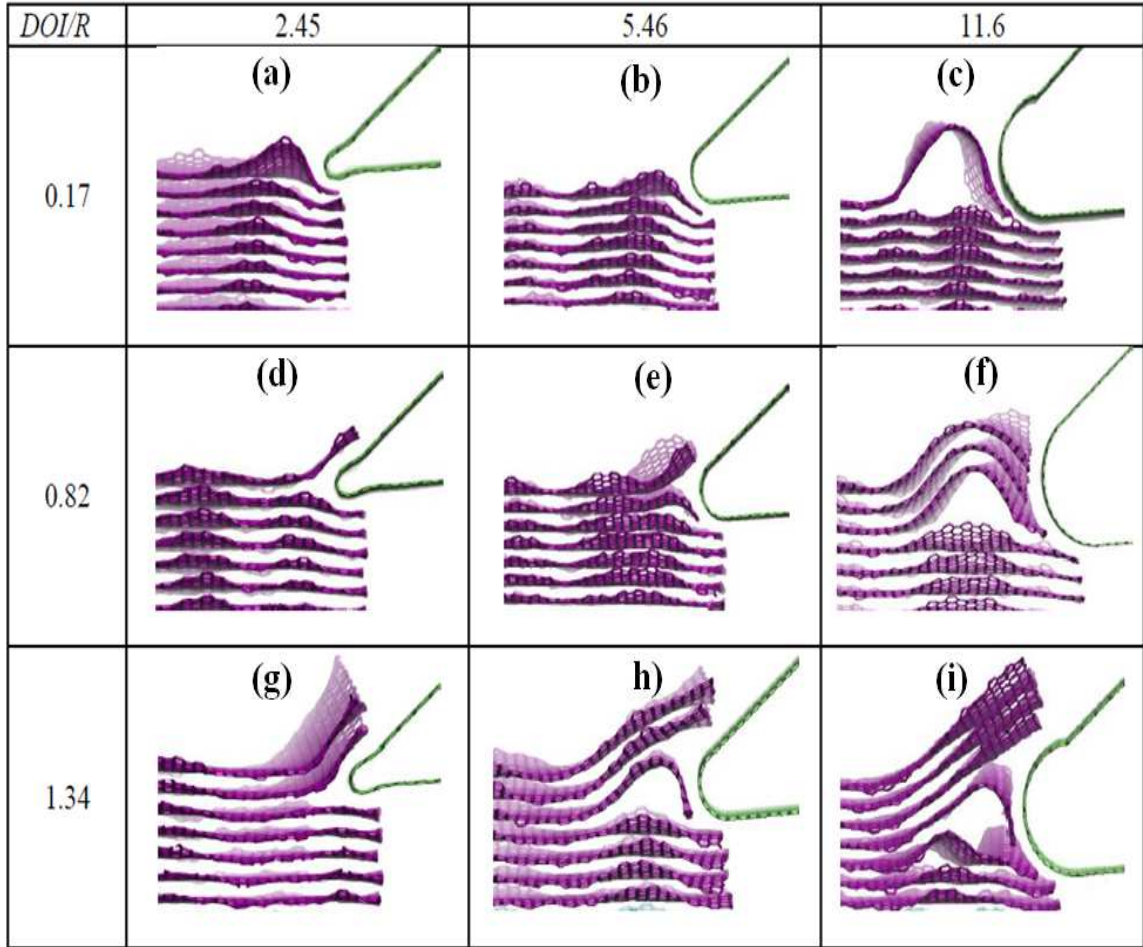 DOI/R 2.45 5.46 11.6
(a) (b) (c)
0.17
(d) (e) (f)
0.82
(g) (h) (i)
1.34